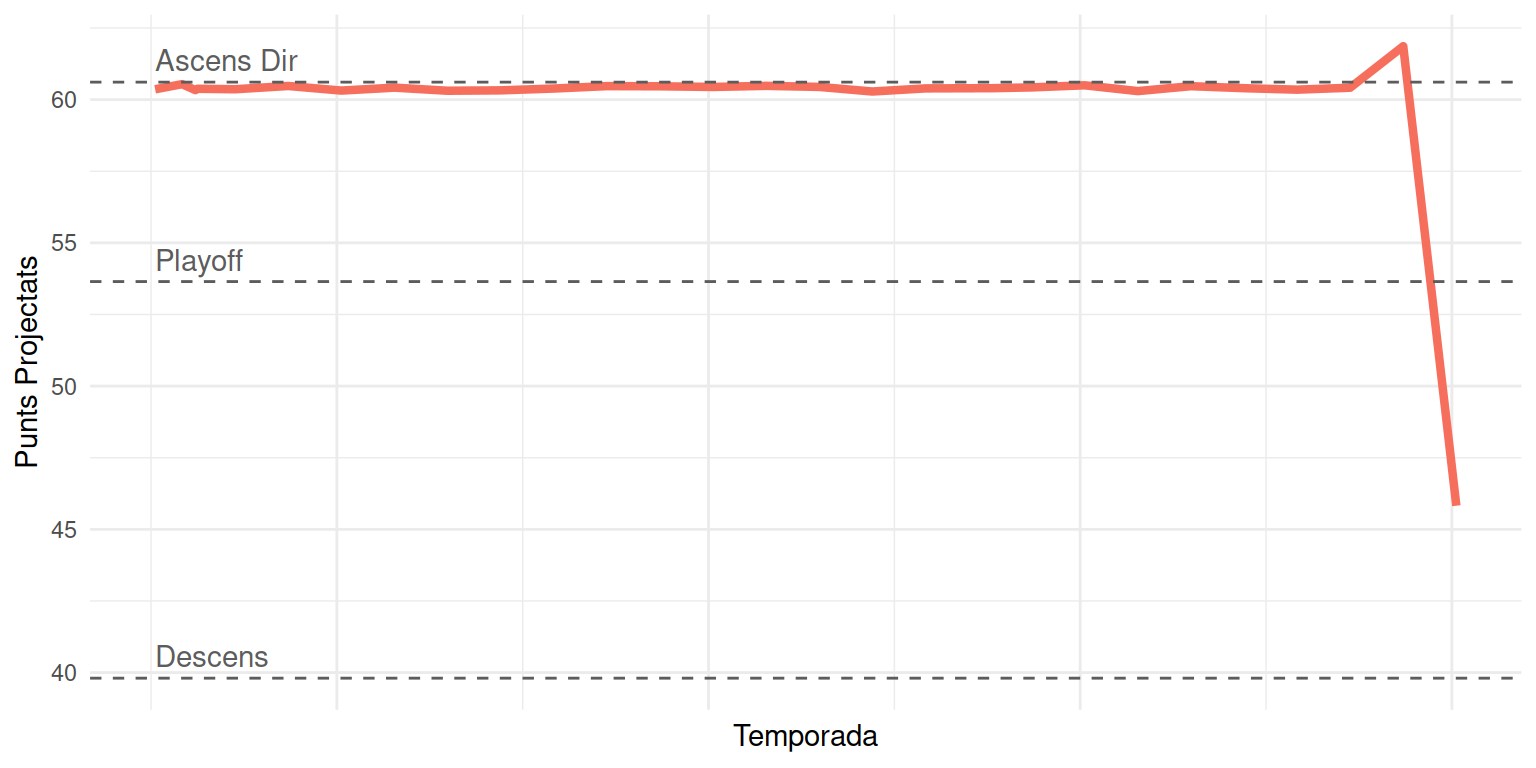 Ascens Dir
60
55
Playoff
50
45
Descens
40
Punts Projectats
Temporada